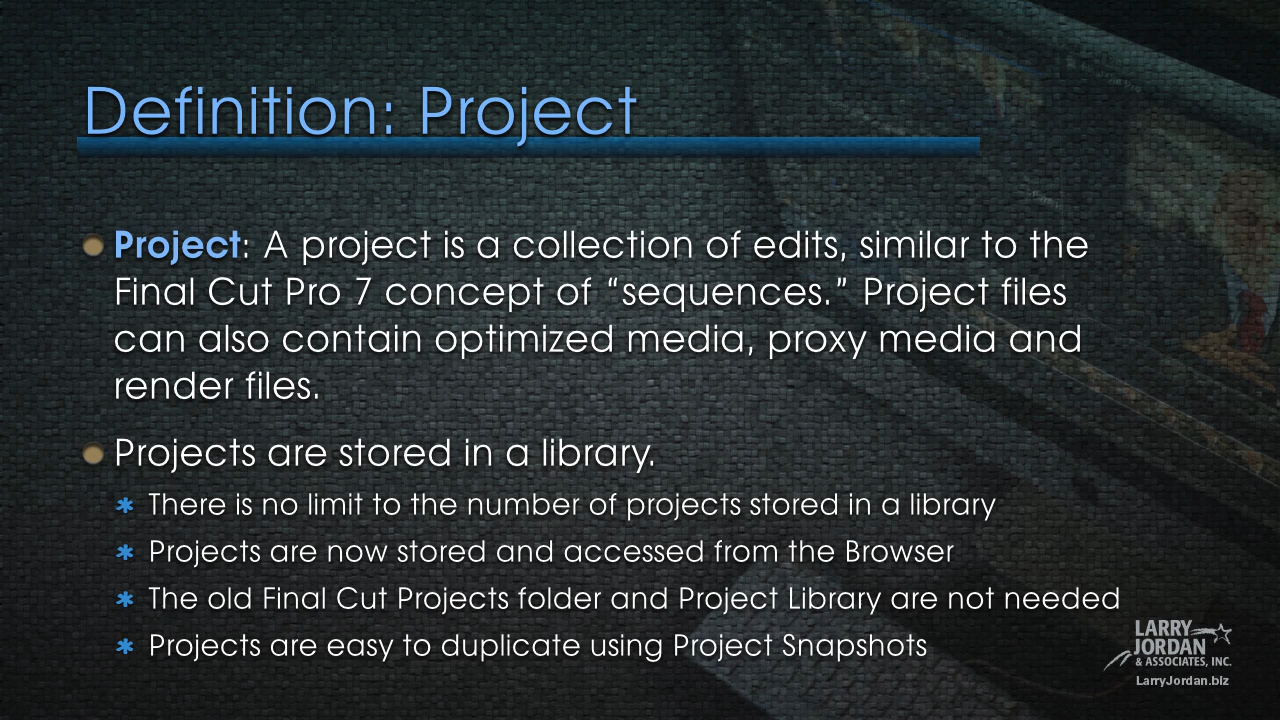 Definition: Project
Project: A project is a collection of edits, similar to the
Final Cut Pro 7 concept of “sequences.” Project files
can also contain optimized media, proxy media and
render files.
Projects are stored in a library.
There is no limit to the number of projects stored in a library
Projects are now stored and accessed from the Browser
The old Final Cut Projects folder and Project Library are not needed
Projects are easy to duplicate using Project Snapshots
LARRY
JORDAN
& ASSOCIATES, INC.
LarryJordan.biz